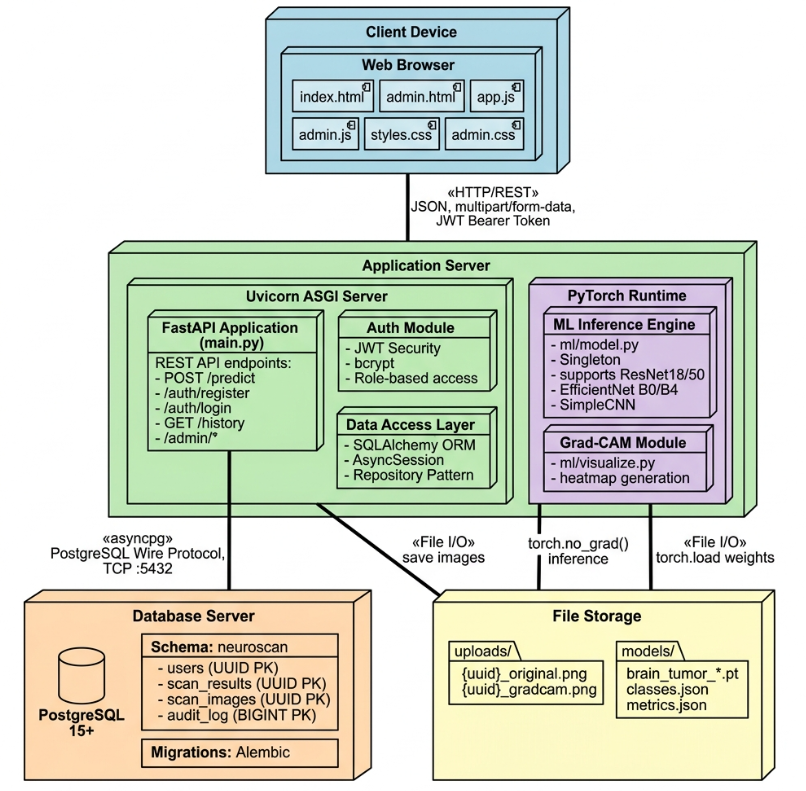 Client Device
Web Browser
index.html
admin.html
app.js
admin.js
styles.css
admin.css
«HTTP/REST»
JSON, multipart/form-data,
JWT Bearer Token
Application Server
Uvicorn ASGI Server
FastAPI Application
(main.py)
REST API endpoints:
- POST /predict
- /auth/register
- /auth/login
- GET /history
- /admin/*
Auth Module
- JWT Security
- bcrypt
- Role-based access
Data Access Layer
- SQLAlchemy ORM
- AsyncSession
- Repository Pattern
PyTorch Runtime
ML Inference Engine
- ml/model.py
- Singleton
- supports ResNet18/50
- EfficientNet B0/B4
- SimpleCNN
Grad-CAM Module
- ml/visualize.py
- heatmap generation
«asyncpg»
PostgreSQL Wire Protocol,
TCP :5432
«File I/O»
save images
torch.no_grad()
inference
«File I/O»
torch.load weights
Database Server
PostgreSQL
15+
Schema: neuroscan
- users (UUID PK)
- scan_results (UUID PK)
- scan_images (UUID PK)
- audit_log (BIGINT PK)
Migrations: Alembic
File Storage
uploads/
{uuid}_original.png
{uuid}_gradcam.png
models/
brain_tumor_*.pt
classes.json
metrics.json